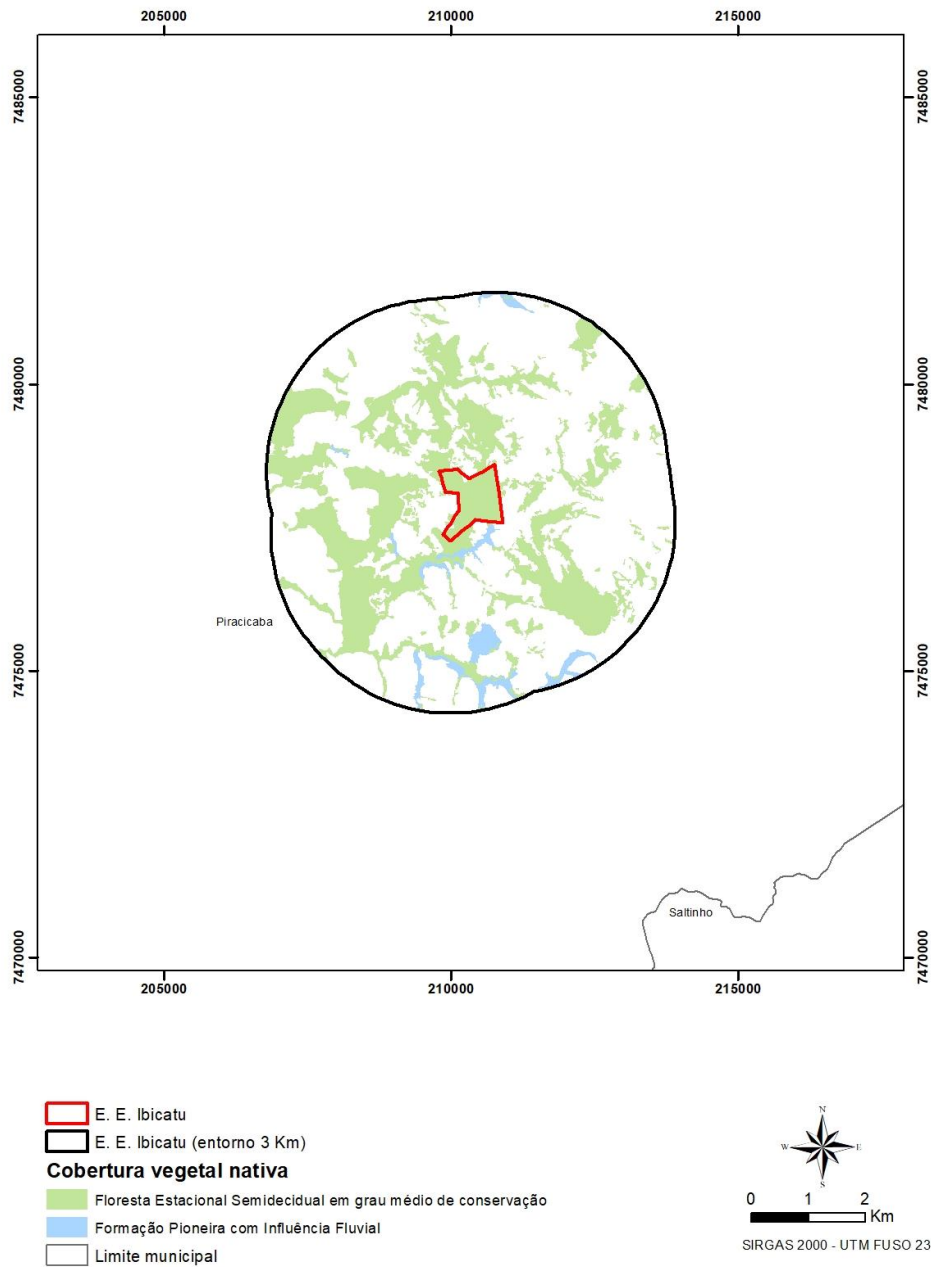 205000 210000 215000
7485000 7485000
7480000 7480000
Piracicaba
7475000 7475000
Saltinho
7470000 7470000
205000 210000 215000
E. E. Ibicatu
E. E. Ibicatu (entorno 3 Km)
Cobertura vegetal nativa
Floresta Estacional Semidecidual em grau médio de conservação
Formação Pioneira com Influência Fluvial
Limite municipal
N
W E
S
0 1 2
Km
SIRGAS 2000 - UTM FUSO 23